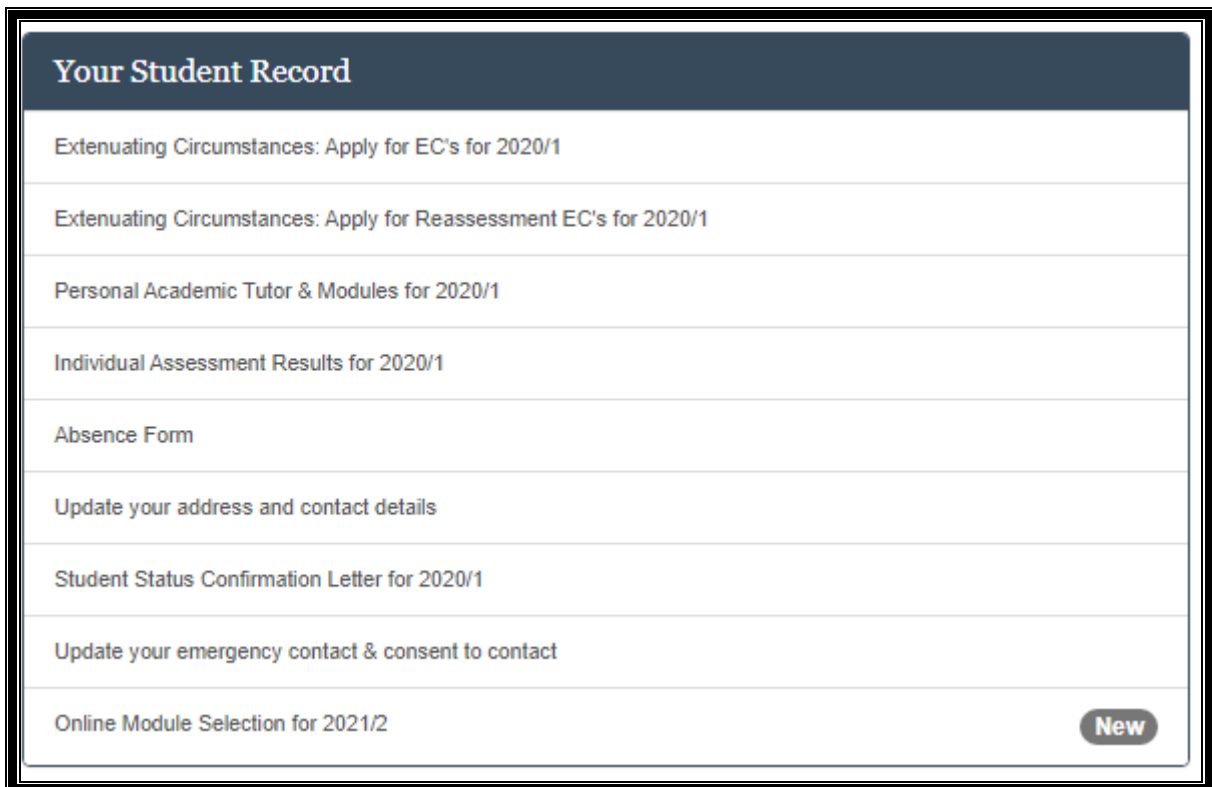 Your Student Record
Extenuating Circumstances: Apply for EC's for 2020/1
Extenuating Circumstances: Apply for Reassessment EC's for 2020/1
Personal Academic Tutor & Modules for 2020/1
Individual Assessment Results for 2020/1
Absence Form
Update your address and contact details
Student Status Confirmation Letter for 2020/1
Update your emergency contact & consent to contact
Online Module Selection for 2021/2 New